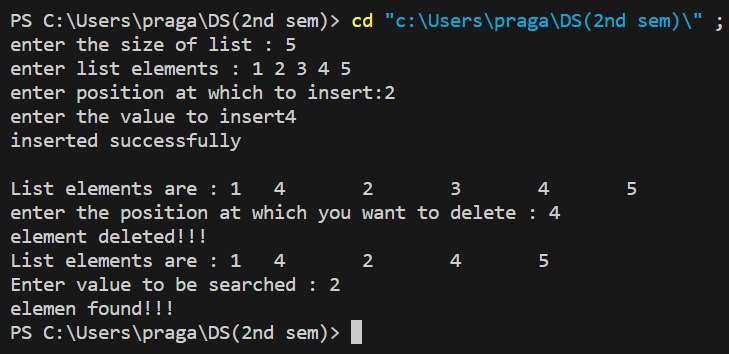 PS C:\Users\praga\DS(2nd sem)> cd "c:\Users\praga\DS(2nd sem)\" ;
enter the size of list : 5
enter list elements : 1 2 3 4 5
enter position at which to insert:2
enter the value to insert4
inserted successfully
List elements are : 1 4 2 3 4 5
enter the position at which you want to delete : 4
element deleted!!!
List elements are : 1 4 2 4 5
Enter value to be searched : 2
elemen found!!!
PS C:\Users\praga\DS(2nd sem)>